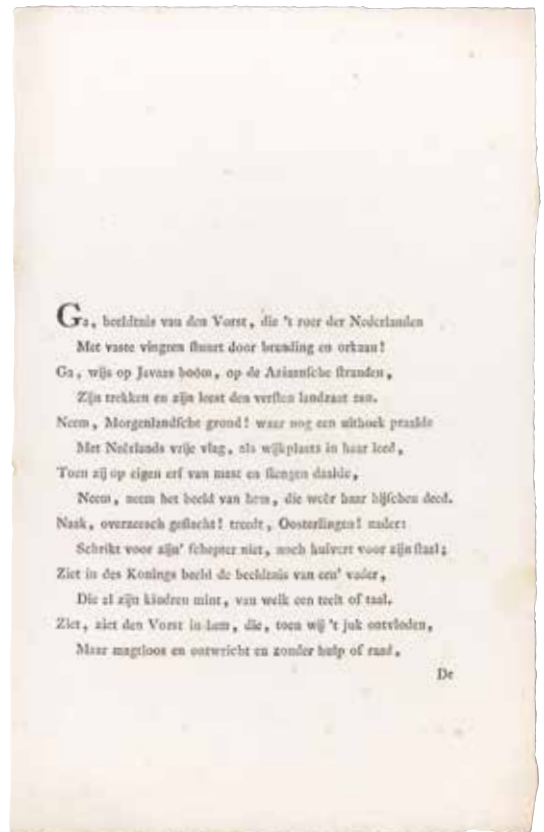 Ga, beeldtnis van den Vorst, die 't roer der Nederlanden
Met vaste vingren ſtuurt door branding en orkaan!
Ga, wijs op Javaas boôm, op de Aziaanſche ſtranden,
Zijn trekken en zijn leest den verſten landzaat aan.
Neem, Morgenlandſche grond! waar nog een uithoek praalde
Met Neêrlands vrije vlag, als wijkplaats in haar leed,
Toen zij op eigen erf van mast en ſtengen daalde,
Neem, neem het beeld van hem, die weêr haar hijſchen deed.
Naak, overzeesch geſlacht! treedt, Oosterlingen! nader:
Schrikt voor zijn' ſchepter niet, noch huivert voor zijn ſtaal;
Ziet in des Konings beeld de beeldtnis van een' vader,
Die al zijn kindren mint, van welk een teelt of taal.
Ziet, ziet den Vorst in hem, die, toen wij 't juk ontvloden,
Maar magtloos en ontwricht en zonder hulp of raad,
De